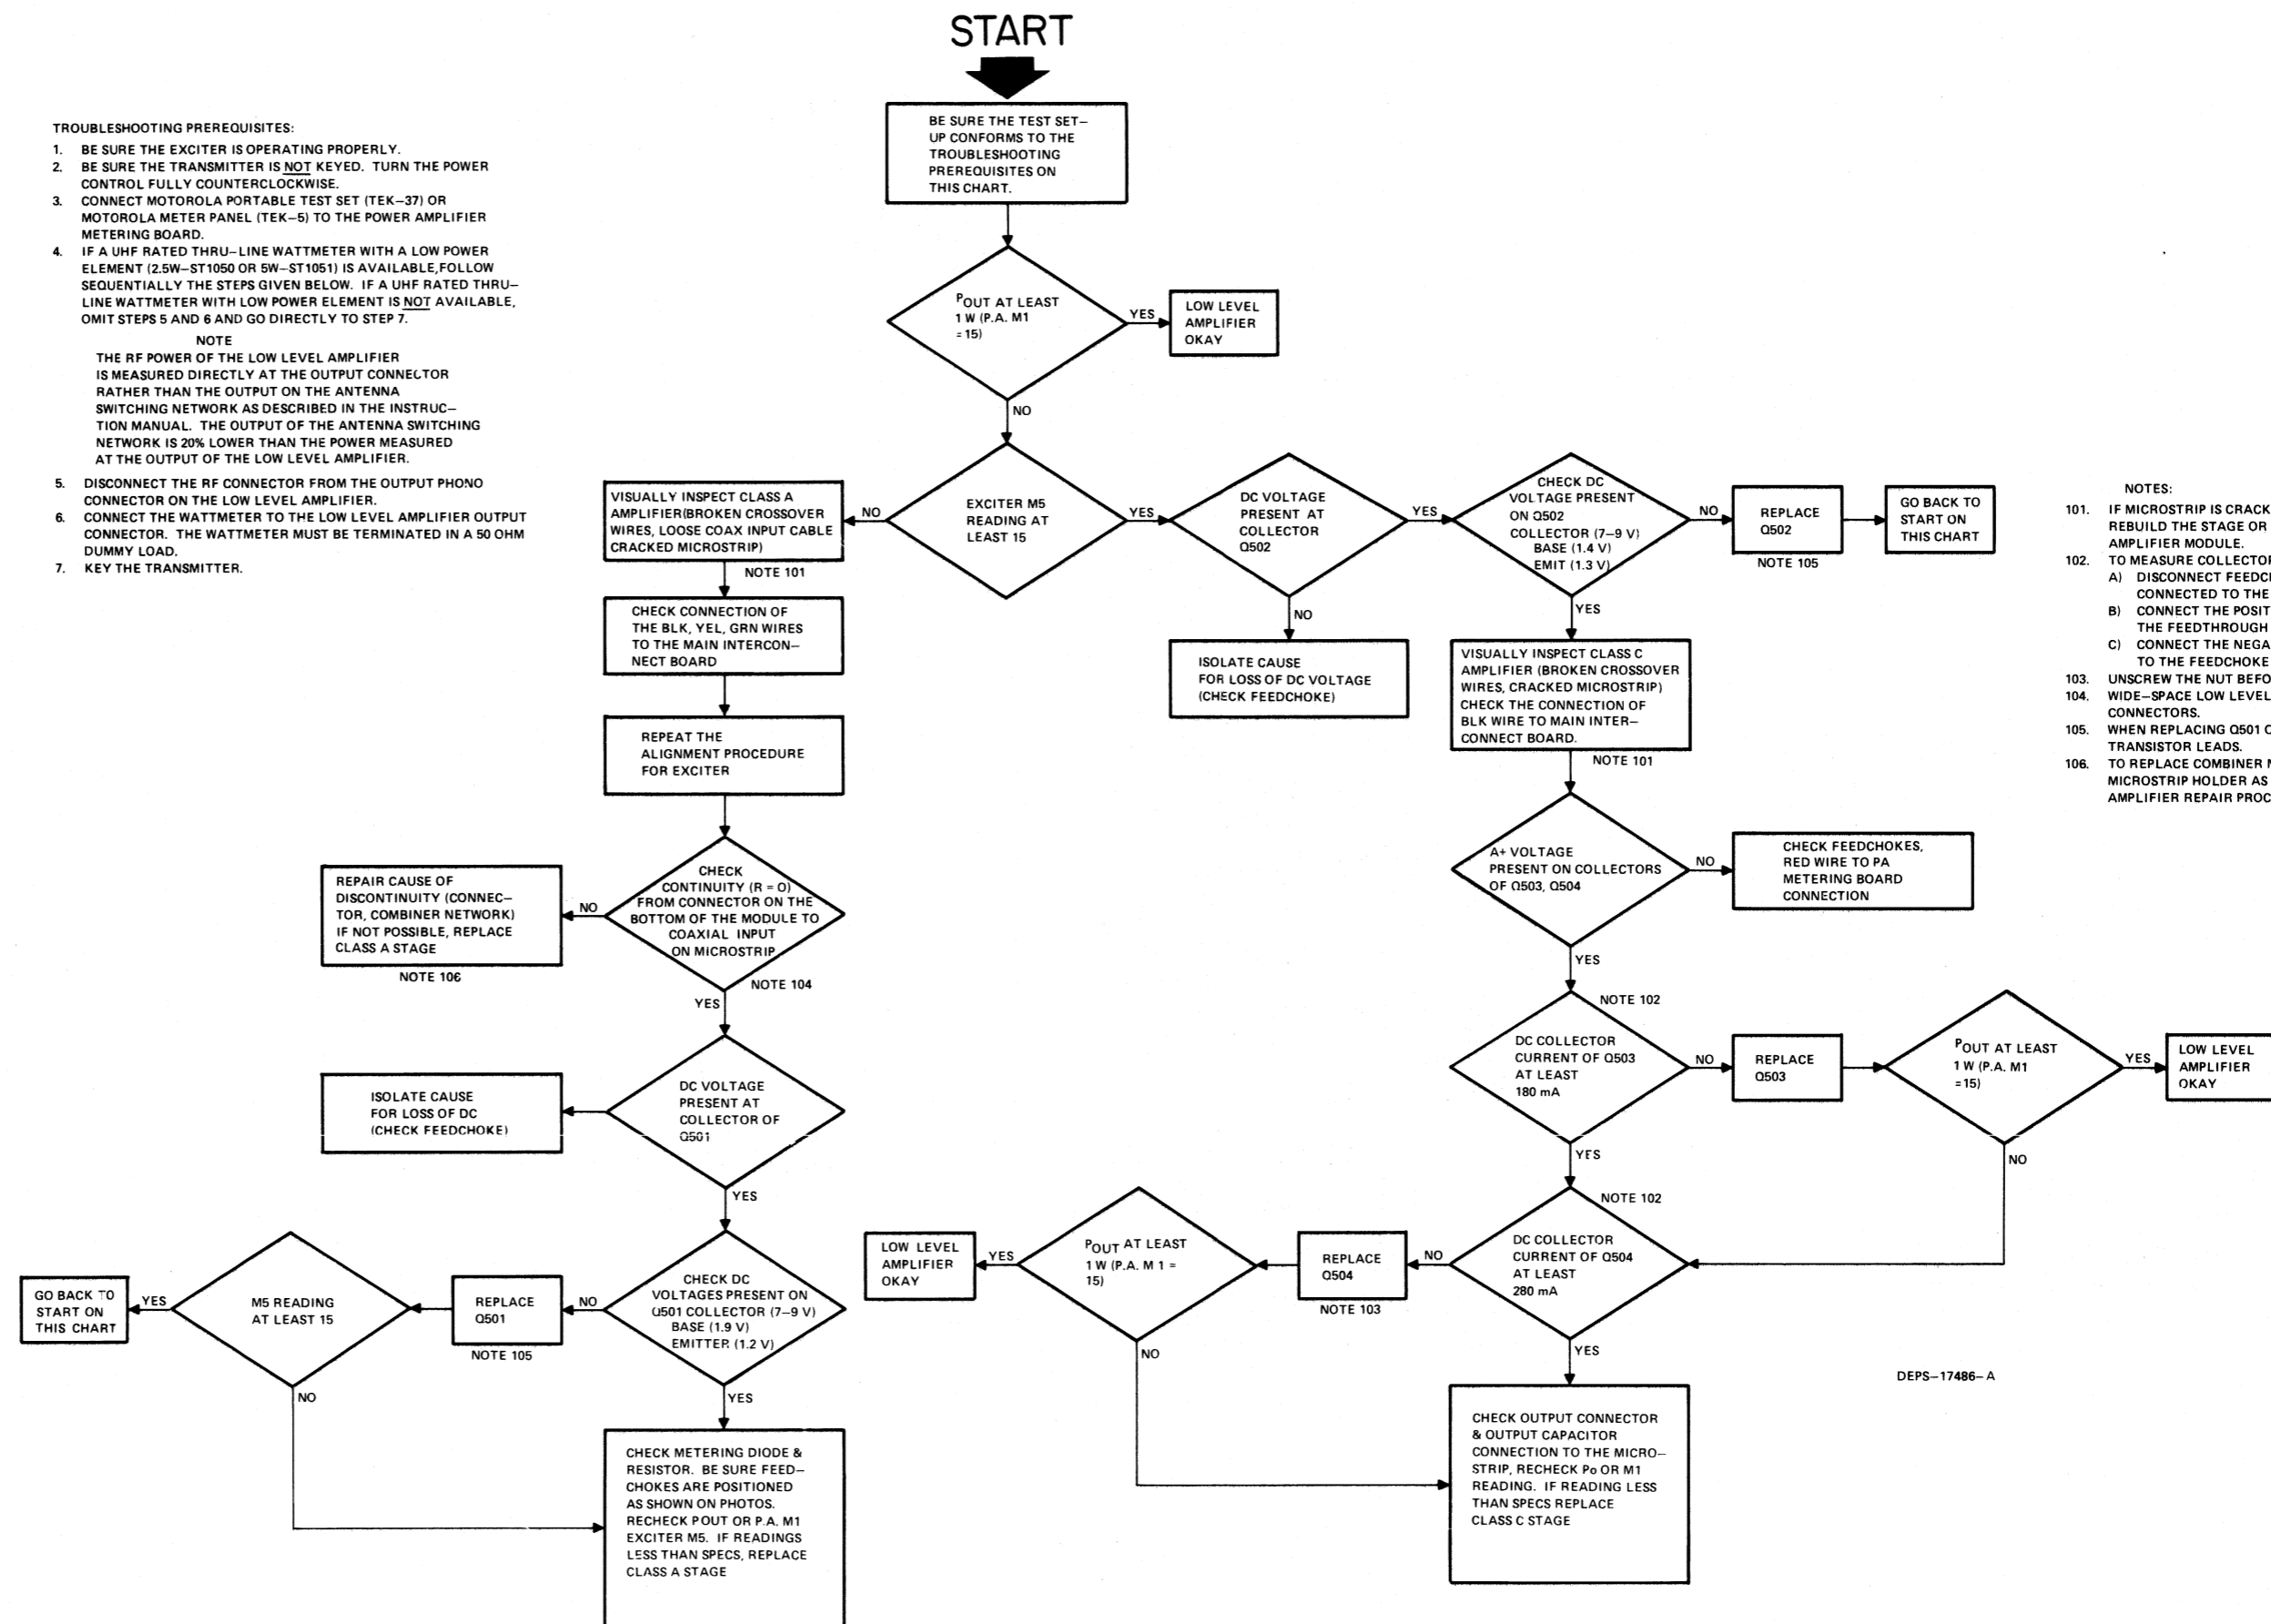 START
TROUBLESHOOTING PREREQUISITES:
1. BE SURE THE EXCITER IS OPERATING PROPERLY.
2. BE SURE THE TRANSMITTER IS NOT KEYED. TURN THE POWER
CONTROL FULLY COUNTERCLOCKWISE.
3. CONNECT MOTOROLA PORTABLE TEST SET (TEK-37) OR
MOTOROLA METER PANEL (TEK-5) TO THE POWER AMPLIFIER
METERING BOARD.
4. IF A UHF RATED THRU-LINE WATTMETER WITH A LOW POWER
ELEMENT (2.5W-ST1050 OR 5W-ST1051) IS AVAILABLE,FOLLOW
SEQUENTIALLY THE STEPS GIVEN BELOW. IF A UHF RATED THRU-
LINE WATTMETER WITH LOW POWER ELEMENT IS NOT AVAILABLE,
OMIT STEPS 5 AND 6 AND GO DIRECTLY TO STEP 7.
NOTE
THE RF POWER OF THE LOW LEVEL AMPLIFIER
IS MEASURED DIRECTLY AT THE OUTPUT CONNECTOR
RATHER THAN THE OUTPUT ON THE ANTENNA
SWITCHING NETWORK AS DESCRIBED IN THE INSTRUC-
TION MANUAL. THE OUTPUT OF THE ANTENNA SWITCHING
NETWORK IS 20% LOWER THAN THE POWER MEASURED
AT THE OUTPUT OF THE LOW LEVEL AMPLIFIER.
5. DISCONNECT THE RF CONNECTOR FROM THE OUTPUT PHONO
CONNECTOR ON THE LOW LEVEL AMPLIFIER.
6. CONNECT THE WATTMETER TO THE LOW LEVEL AMPLIFIER OUTPUT
CONNECTOR. THE WATTMETER MUST BE TERMINATED IN A 50 OHM
DUMMY LOAD.
7. KEY THE TRANSMITTER.
BE SURE THE TEST SET-
UP CONFORMS TO THE
TROUBLESHOOTING
PREREQUISITES ON
THIS CHART.
POUT AT LEAST
1 W (P.A. M1
= 15)
YES
LOW LEVEL
AMPLIFIER
OKAY
NO
EXCITER M5
READING AT
LEAST 15
NO
YES
VISUALLY INSPECT CLASS A
AMPLIFIER(BROKEN CROSSOVER
WIRES, LOOSE COAX INPUT CABLE
CRACKED MICROSTRIP)
NOTE 101
CHECK CONNECTION OF
THE BLK, YEL, GRN WIRES
TO THE MAIN INTERCON-
NECT BOARD
REPEAT THE
ALIGNMENT PROCEDURE
FOR EXCITER
CHECK
CONTINUITY (R = 0)
FROM CONNECTOR ON THE
BOTTOM OF THE MODULE TO
COAXIAL INPUT
ON MICROSTRIP
NOTE 104
NO
REPAIR CAUSE OF
DISCONTINUITY (CONNEC-
TOR, COMBINER NETWORK)
IF NOT POSSIBLE, REPLACE
CLASS A STAGE
NOTE 106
YES
DC VOLTAGE
PRESENT AT
COLLECTOR OF
Q501
ISOLATE CAUSE
FOR LOSS OF DC
(CHECK FEEDCHOKE)
YES
CHECK DC
VOLTAGES PRESENT ON
Q501 COLLECTOR (7-9 V)
BASE (1.9 V)
EMITTER (1.2 V)
NO
REPLACE
Q501
NOTE 105
M5 READING
AT LEAST 15
YES
GO BACK TO
START ON
THIS CHART
NO
YES
CHECK METERING DIODE &
RESISTOR. BE SURE FEED-
CHOKES ARE POSITIONED
AS SHOWN ON PHOTOS.
RECHECK POUT OR P.A. M1
EXCITER M5. IF READINGS
LESS THAN SPECS, REPLACE
CLASS A STAGE
DC VOLTAGE
PRESENT AT
COLLECTOR
Q502
NO
ISOLATE CAUSE
FOR LOSS OF DC VOLTAGE
(CHECK FEEDCHOKE)
YES
CHECK DC
VOLTAGE PRESENT
ON Q502
COLLECTOR (7-9 V)
BASE (1.4 V)
EMIT (1.3 V)
NO
REPLACE
Q502
NOTE 105
GO BACK TO
START ON
THIS CHART
YES
VISUALLY INSPECT CLASS C
AMPLIFIER (BROKEN CROSSOVER
WIRES, CRACKED MICROSTRIP)
CHECK THE CONNECTION OF
BLK WIRE TO MAIN INTER-
CONNECT BOARD.
NOTE 101
A+ VOLTAGE
PRESENT ON COLLECTORS
OF Q503, Q504
NO
CHECK FEEDCHOKES,
RED WIRE TO PA
METERING BOARD
CONNECTION
YES
NOTE 102
DC COLLECTOR
CURRENT OF Q503
AT LEAST
180 mA
NO
REPLACE
Q503
POUT AT LEAST
1 W (P.A. M1
= 15)
YES
LOW LEVEL
AMPLIFIER
OKAY
NO
YES
NOTE 102
DC COLLECTOR
CURRENT OF Q504
AT LEAST
280 mA
NO
REPLACE
Q504
NOTE 103
POUT AT LEAST
1 W (P.A. M 1 =
15)
YES
LOW LEVEL
AMPLIFIER
OKAY
NO
YES
CHECK OUTPUT CONNECTOR
& OUTPUT CAPACITOR
CONNECTION TO THE MICRO-
STRIP, RECHECK Po OR M1
READING. IF READING LESS
THAN SPECS REPLACE
CLASS C STAGE
DEPS-17486-A
NOTES:
101. IF MICROSTRIP IS CRACK
REBUILD THE STAGE OR
AMPLIFIER MODULE.
102. TO MEASURE COLLECTOR
A) DISCONNECT FEEDC
CONNECTED TO THE
B) CONNECT THE POSIT
THE FEEDTHROUGH
C) CONNECT THE NEGA
TO THE FEEDCHOKE
103. UNSCREW THE NUT BEFO
104. WIDE-SPACE LOW LEVEL
CONNECTORS.
105. WHEN REPLACING Q501
TRANSISTOR LEADS.
106. TO REPLACE COMBINER
MICROSTRIP HOLDER AS
AMPLIFIER REPAIR PROC